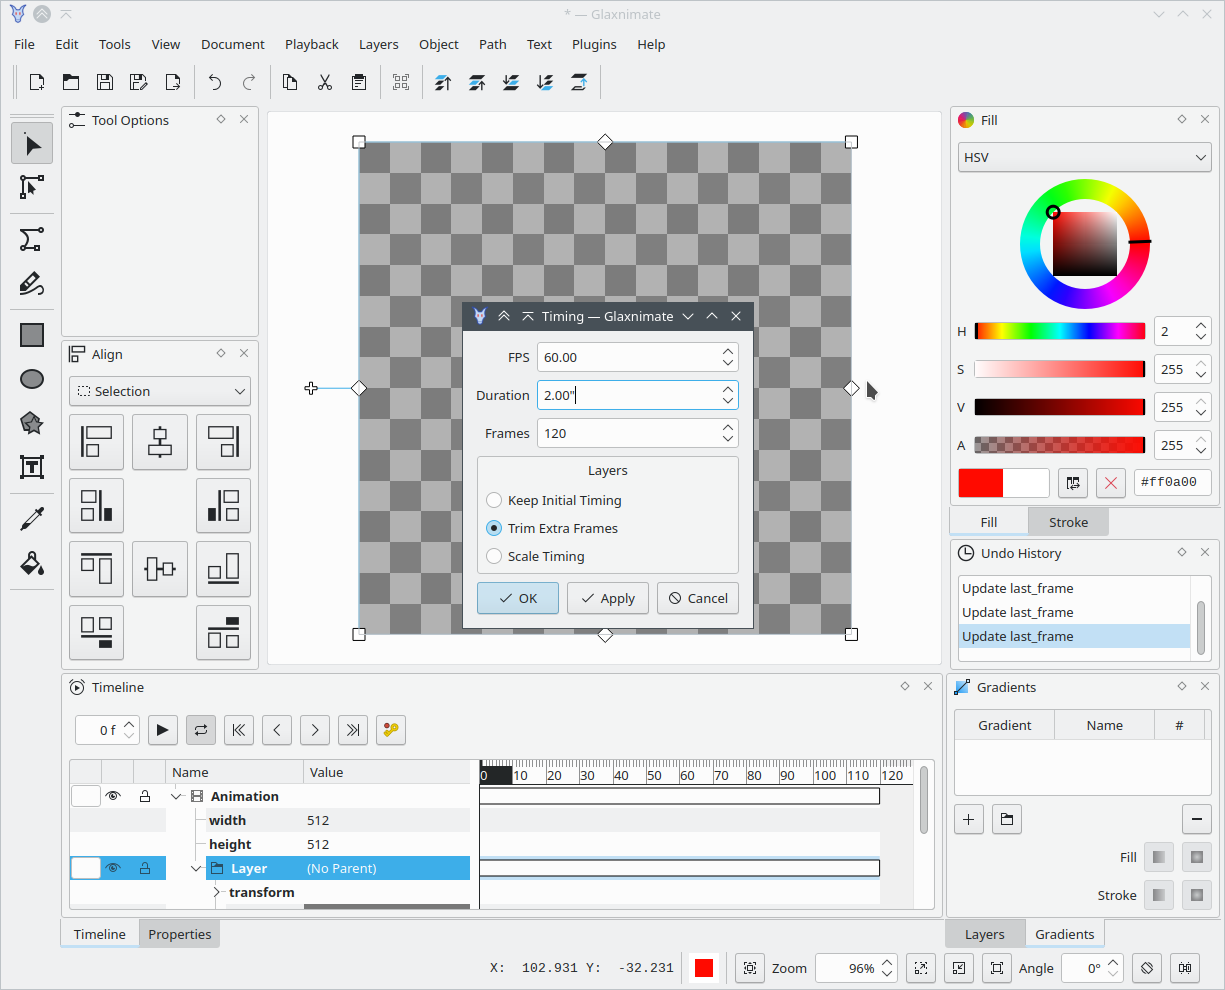 * — Glaxnimate
File Edit Tools View Document Playback Layers Object Path Text Plugins Help
Tool Options
Fill
HSV
H 2
S 255
V 255
A 255
#ff0a00
Fill Stroke
Align
Selection
Timing — Glaxnimate
FPS 60.00
Duration 2.00"
Frames 120
Layers
Keep Initial Timing
Trim Extra Frames
Scale Timing
OK Apply Cancel
Undo History
Update last_frame
Update last_frame
Update last_frame
Timeline
0 f
Name Value
0 10 20 30 40 50 60 70 80 90 100 110 120
Animation
width 512
height 512
Layer (No Parent)
transform
Timeline Properties
Gradients
Gradient Name #
Fill
Stroke
Layers Gradients
X: 102.931 Y: -32.231
Zoom 96%
Angle 0°